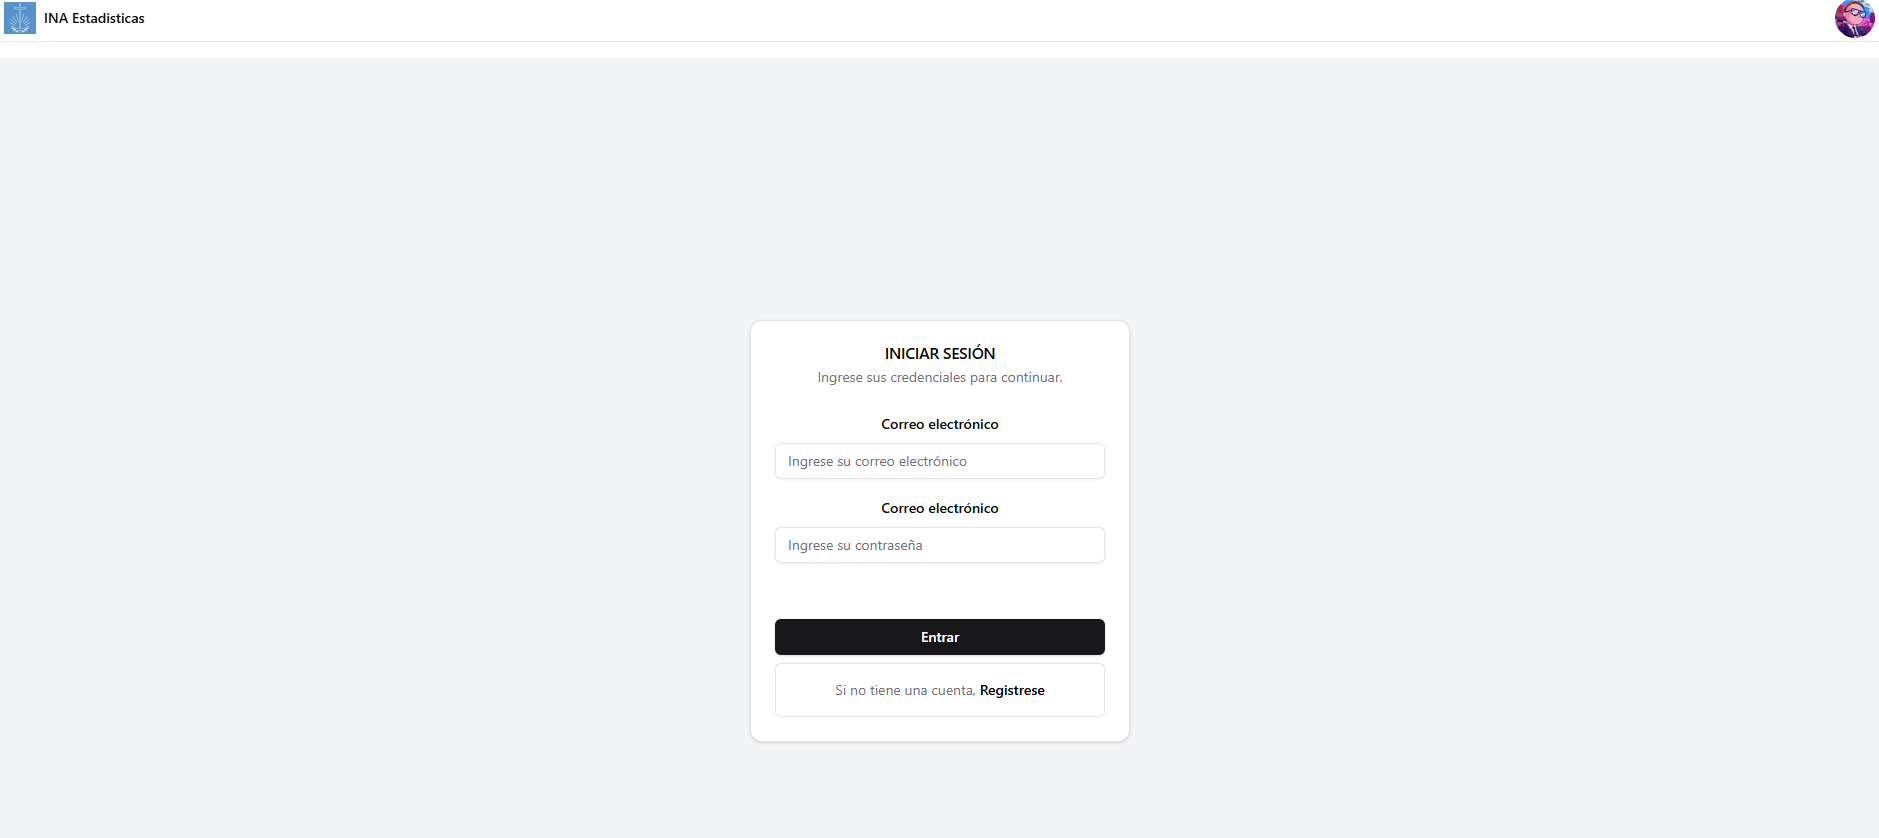 INA Estadisticas
INICIAR SESIÓN
Ingrese sus credenciales para continuar.
Correo electrónico
Ingrese su correo electrónico
Correo electrónico
Ingrese su contraseña
Entrar
Si no tiene una cuenta, Registrese